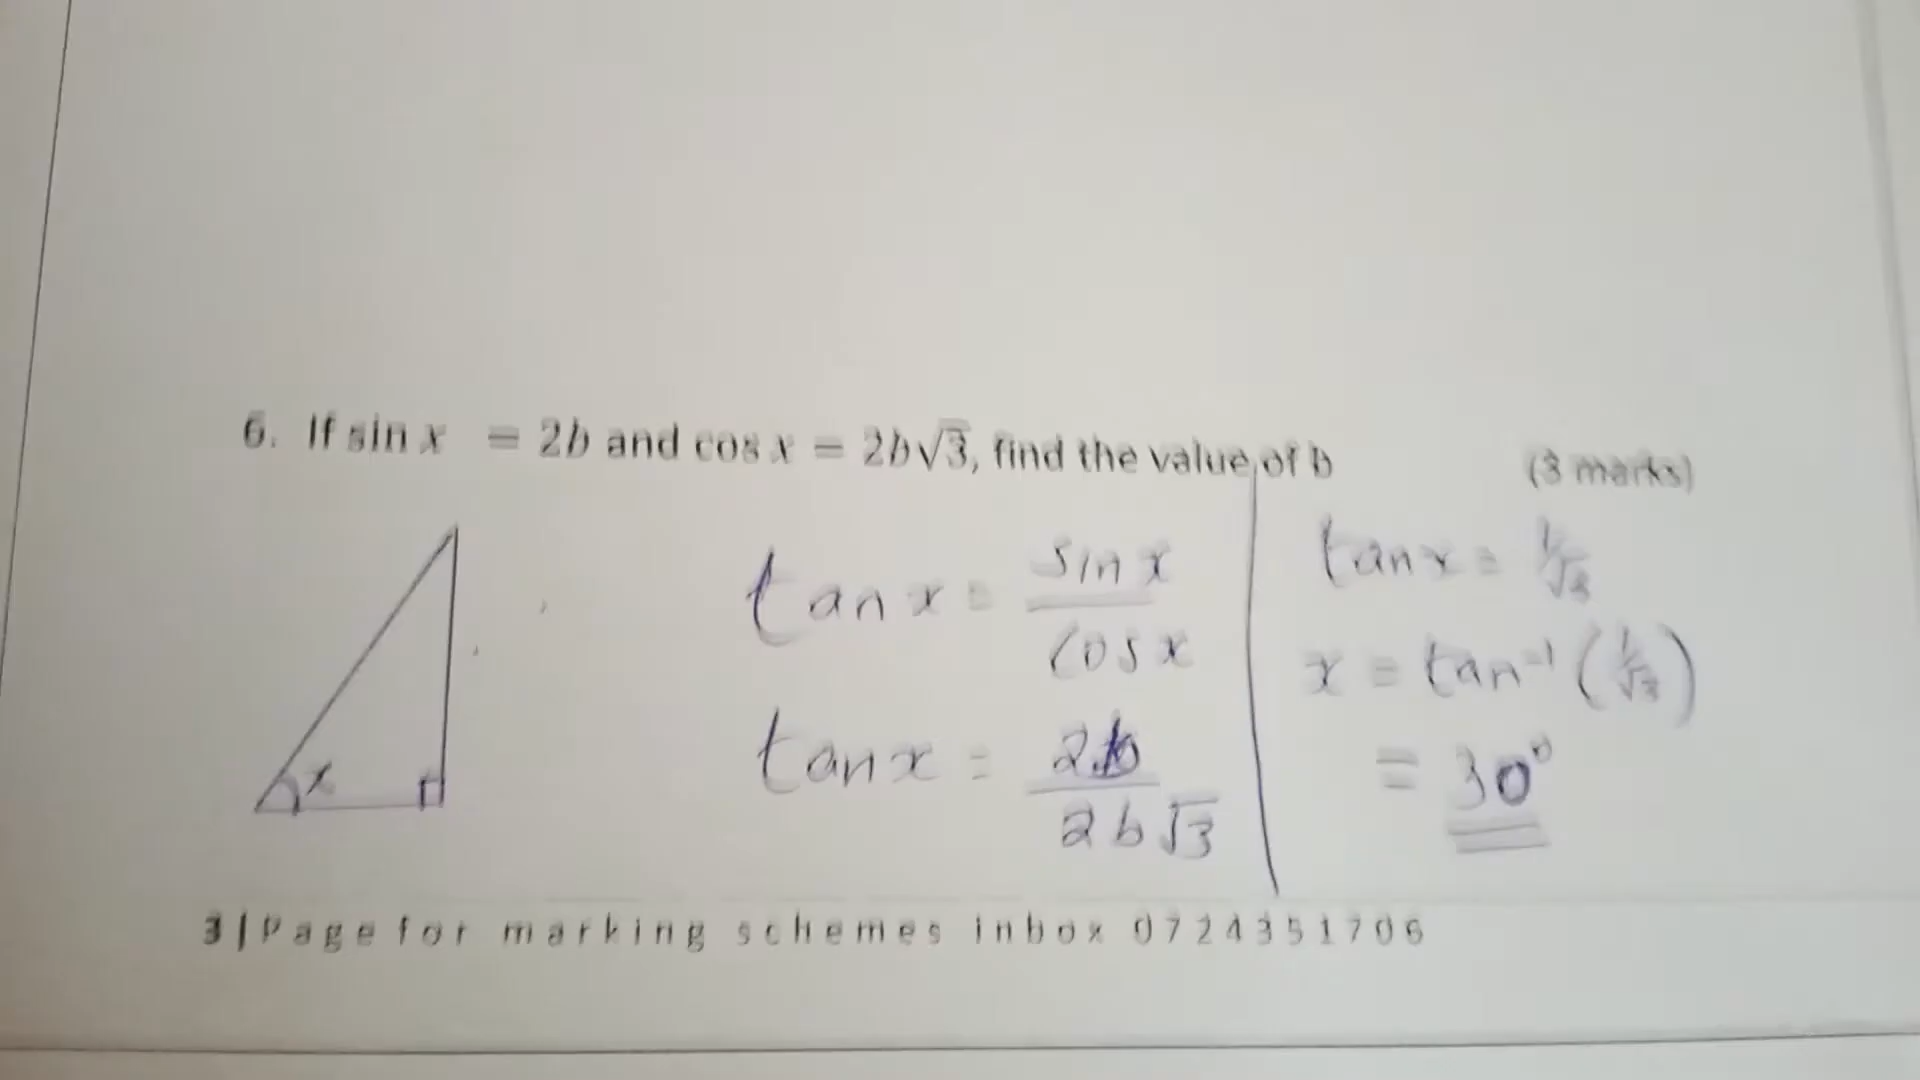 6. If sin x = 2b and cos x = 2b√3, find the value of b (3 marks)
tan x = sin x / cos x
tan x = 2b / 2b√3
tan x = 1/√3
x = tan⁻¹ (1/√3)
= 30°
x
3 | Page for marking schemes inbox 0724351706